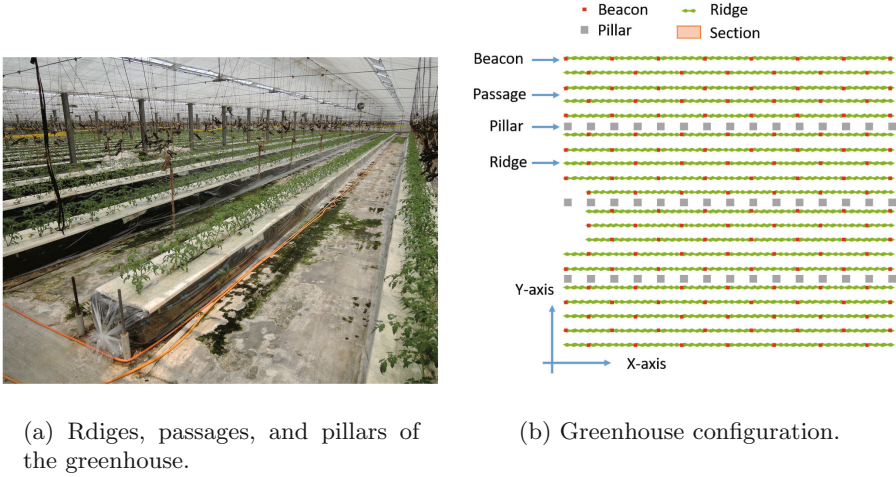 Beacon
Ridge
Pillar
Section
Beacon
Passage
Pillar
Ridge
Y-axis
X-axis
(a) Rdiges, passages, and pillars of
the greenhouse.
(b) Greenhouse configuration.